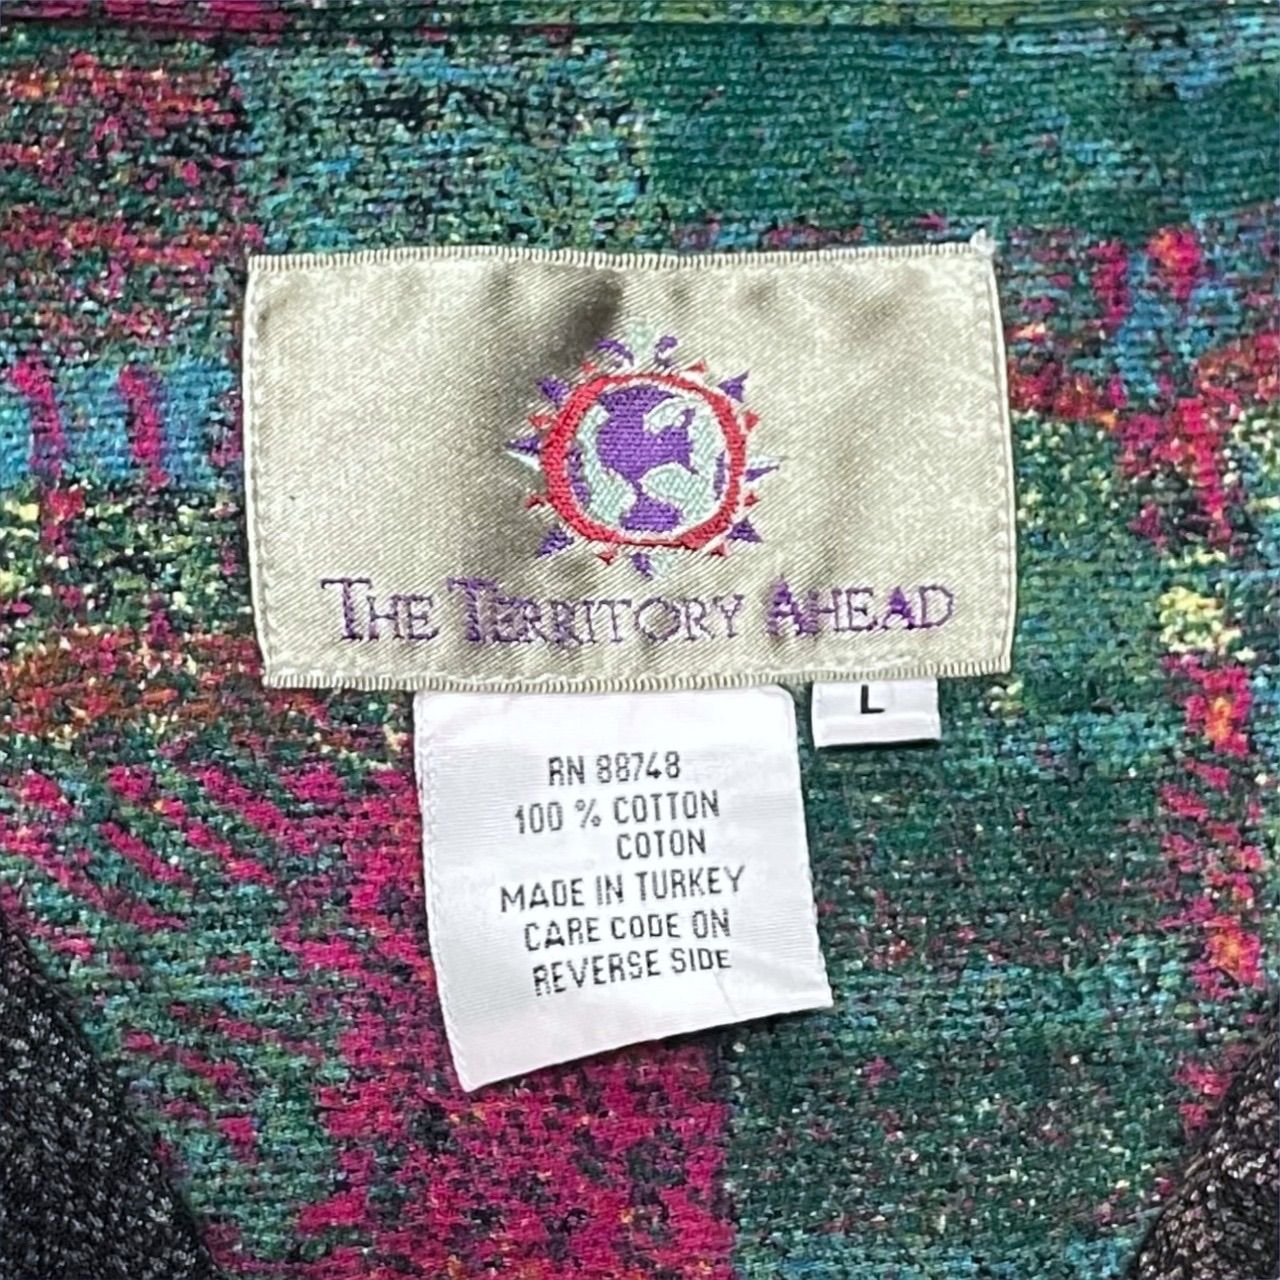 THE TERRITORY AHEAD
L
RN 88748
100 % COTTON
COTON
MADE IN TURKEY
CARE CODE ON
REVERSE SIDE